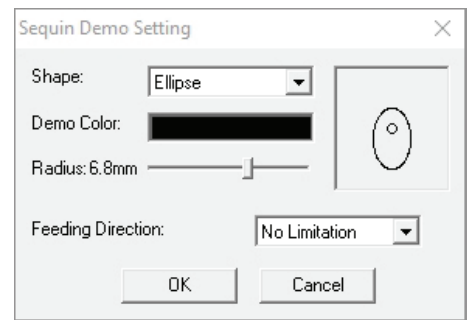 Sequin Demo Setting
Shape: Ellipse
Demo Color:
Radius: 6.8mm
Feeding Direction: No Limitation
OK Cancel